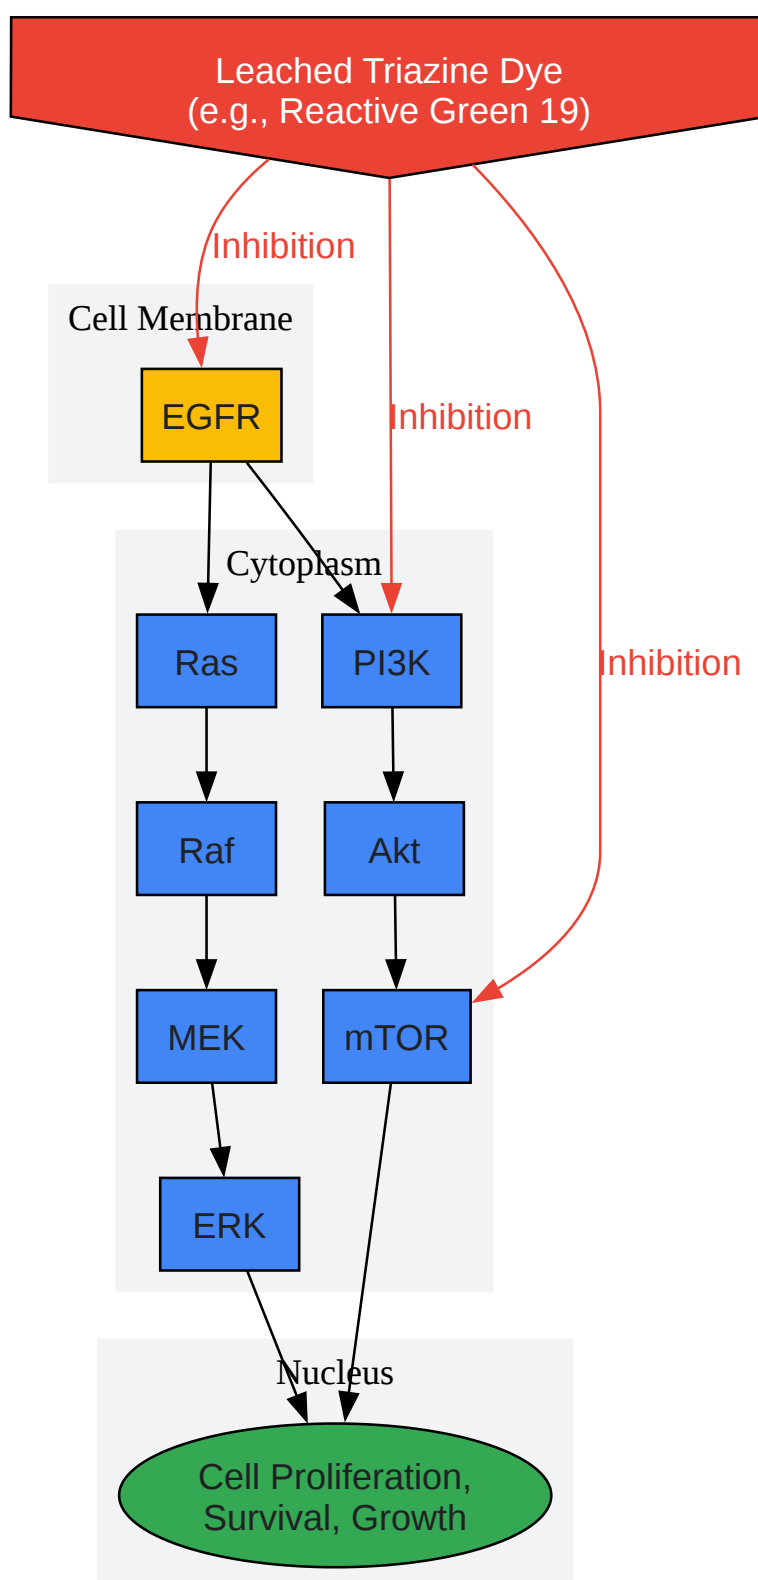 Leached Triazine Dye
(e.g., Reactive Green 19)
Inhibition
Cell Membrane
EGFR
Inhibition
Cytoplasm
Ras
PI3K
Inhibition
Raf
Akt
MEK
mTOR
ERK
Nucleus
Cell Proliferation,
Survival, Growth